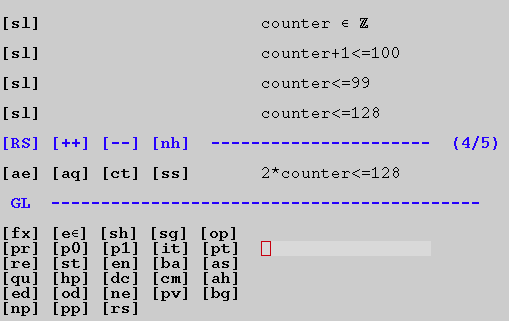 [sl] counter ∈ ℤ
[sl] counter+1<=100
[sl] counter<=99
[sl] counter<=128
[RS] [++] [--] [nh] ---------------------- (4/5)
[ae] [aq] [ct] [ss] 2*counter<=128
GL -------------------------------------------
[fx] [e∈] [sh] [sg] [op]
[pr] [p0] [p1] [it] [pt]
[re] [st] [en] [ba] [as]
[qu] [hp] [dc] [cm] [ah]
[ed] [od] [ne] [pv] [bg]
[np] [pp] [rs]